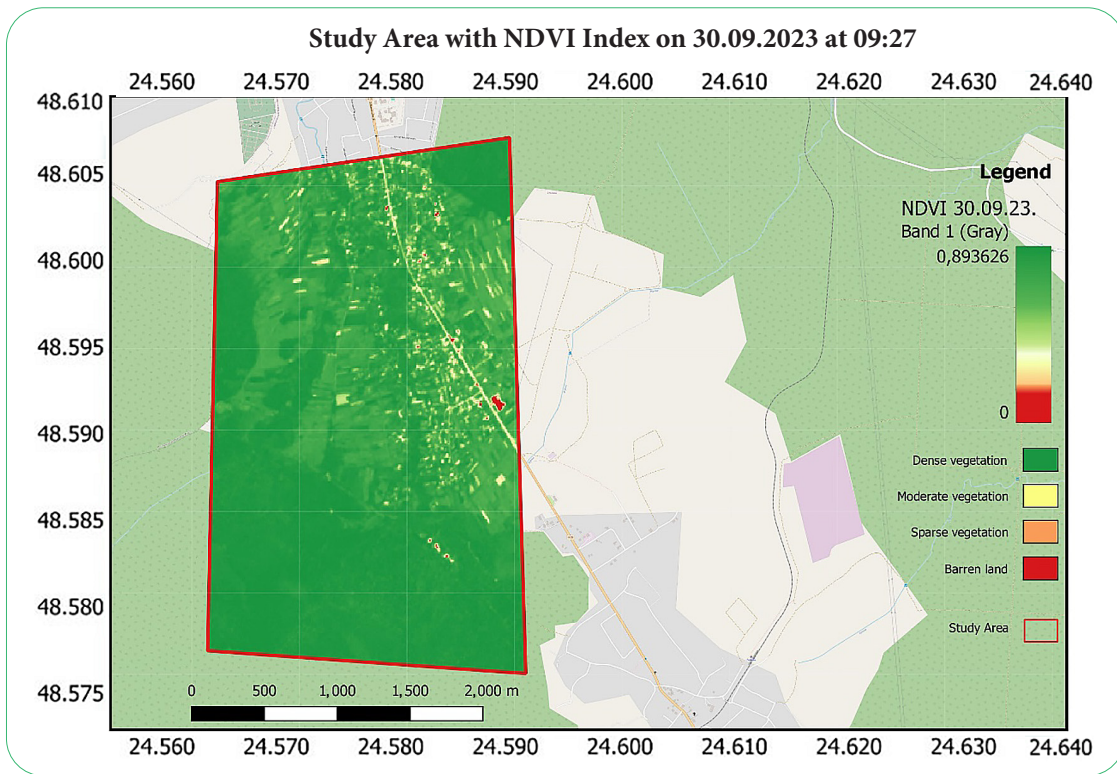 Study Area with NDVI Index on 30.09.2023 at 09:27
24.560 24.570 24.580 24.590 24.600 24.610 24.620 24.630 24.640
48.610
48.605
48.600
48.595
48.590
48.585
48.580
48.575
Legend
NDVI 30.09.23.
Band 1 (Gray)
0,893626
0
Dense vegetation
Moderate vegetation
Sparse vegetation
Barren land
Study Area
0 500 1,000 1,500 2,000 m
24.560 24.570 24.580 24.590 24.600 24.610 24.620 24.630 24.640